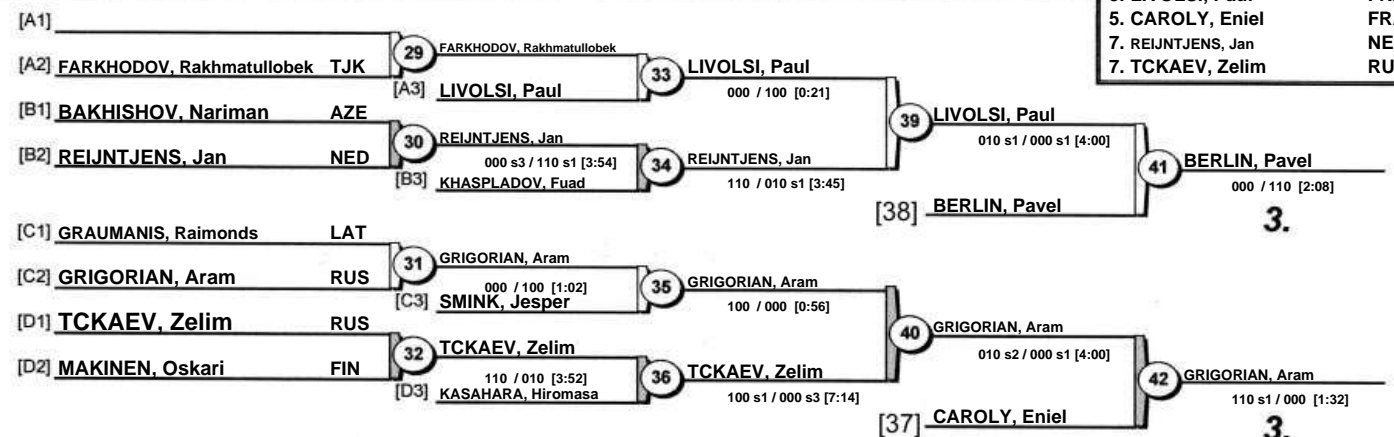 [A1]
[A2] FARKHODOV, Rakhmatullobek TJK
29
FARKHODOV, Rakhmatullobek
[A3] LIVOLSI, Paul
33
LIVOLSI, Paul
000 / 100 [0:21]
[B1] BAKHISHOV, Nariman AZE
[B2] REIJNTJENS, Jan NED
30
REIJNTJENS, Jan
000 s3 / 110 s1 [3:54]
[B3] KHASPLADOV, Fuad
34
REIJNTJENS, Jan
110 / 010 s1 [3:45]
39
LIVOLSI, Paul
010 s1 / 000 s1 [4:00]
[38] BERLIN, Pavel
41
BERLIN, Pavel
000 / 110 [2:08]
3.
[C1] GRAUMANIS, Raimonds LAT
[C2] GRIGORIAN, Aram RUS
31
GRIGORIAN, Aram
000 / 100 [1:02]
[C3] SMINK, Jesper
35
GRIGORIAN, Aram
100 / 000 [0:56]
[D1] TCKAEV, Zelim RUS
[D2] MAKINEN, Oskari FIN
32
TCKAEV, Zelim
110 / 010 [3:52]
[D3] KASAHARA, Hiromasa
36
TCKAEV, Zelim
100 s1 / 000 s3 [7:14]
40
GRIGORIAN, Aram
010 s2 / 000 s1 [4:00]
[37] CAROLY, Eniel
42
GRIGORIAN, Aram
110 s1 / 000 [1:32]
3.
5. CAROLY, Eniel FRA
7. REIJNTJENS, Jan NE
7. TCKAEV, Zelim RU